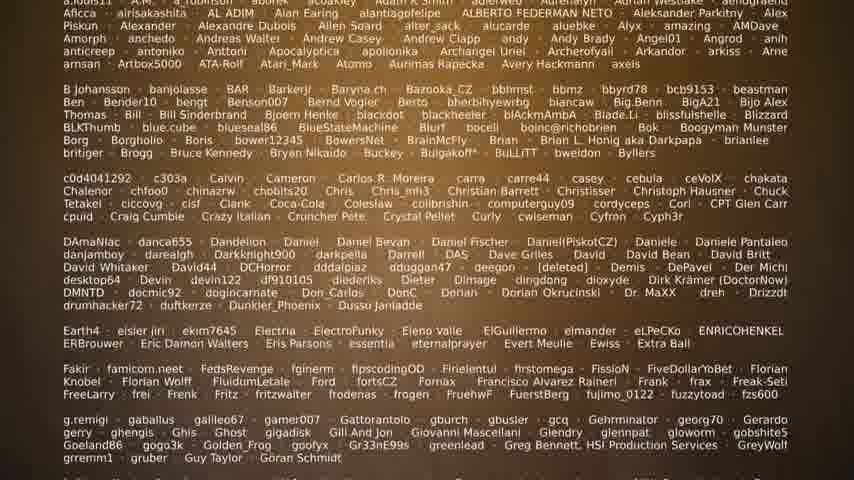 Aficca · airisakashita · AL ADIM · Alan Earing · alantiagofelipe · ALBERTO FEDERMAN NETO · Aleksander Parkitny · Alex
Piskun · Alexander · Alexandre Dubois · Allen Soard · alter_sack · alucarde · aluebke · Alyx · amazing · AMDave ·
Amorph · anchedo · Andreas Walter · Andrew Casey · Andrew Clapp · andy · Andy Brady · Angel01 · Angrod · anih
anticreep · antoniko · Anttoni · Apocalyptica · apolionika · Archangel Uriel · Archerofyair · Arkandor · arkiss · Arne
arnsan · Artbox5000 · ATA-Rolf · Atari_Mark · Atomo · Aurimas Rapecka · Avery Hackmann · axels
B Johansson · banjolasse · BAR · BarkerJr · Baryna.ch · Bazooka_CZ · bbhmst · bbmz · bbyrd78 · bcb9153 · beastman
Ben · Bender10 · bengt · Benson007 · Bernd Vogler · Berto · bherbihyewrbg · biancaw · Big.Benn · BigA21 · Bijo Alex
Thomas · Bill · Bill Sinderbrand · Bjoern Henke · blackdot · blackheeler · blAckmAmbA · Blade.Li · blissfulshelle · Blizzard
BLKThumb · blue.cube · blueseal86 · BlueStateMachine · Blurf · bocell · boinc@richobrien · Bok · Boogyman Munster
Borg · Borgholio · Boris · bower12345 · BowersNet · BrainMcFly · Brian · Brian L. Honig aka Darkpapa · brianlee
britiger · Brogg · Bruce Kennedy · Bryan Nikaido · Buckey · Bulgakoff* · BuLLiTT · bweldon · Byllers
c0d4041292 · c303a · Calvin · Cameron · Carlos R. Moreira · carra · carre44 · casey · cebula · ceVoIX · chakata
Chalenor · chfoo0 · chinazrw · chobits20 · Chris · Chris_mfi3 · Christian Barrett · Christisser · Christoph Hausner · Chuck
Tetakel · ciccovg · cisf · Clank · Coca-Cola · Coleslaw · colibrishin · computerguy09 · cordyceps · Cori · CPT Glen Carr
cpuid · Craig Cumbie · Crazy Italian · Cruncher Pete · Crystal Pellet · Curly · cwiseman · Cyfron · Cyph3r
DAmaNIac · danca655 · Dandelion · Daniel · Daniel Bevan · Daniel Fischer · Daniel(PiskotCZ) · Daniele · Daniele Pantaleo
danjamboy · darealgh · Darkknight900 · darkpella · Darrell · DAS · Dave Grilles · David · David Bean · David Britt ·
David Whitaker · David44 · DCHorror · dddalpiaz · dduggan47 · deegon · [deleted] · Demis · DePavel · Der Michl
desktop64 · Devin · devin122 · df910105 · diederiks · Dieter · DImage · dingdong · dioxyde · Dirk Krämer (DoctorNow)
DMNTD · docmic92 · dogincarnate · Don_Carlos · DonC · Dorian · Dorian Okrucinski · Dr. MaXX · dreh · Drizzdt
drumhacker72 · duftkerze · Dunkler_Phoenix · Dussu Janladde
Earth4 · eisler jiri · ekim7645 · Electria · ElectroFunky · Eleno Valle · ElGuillermo · elmander · eLPeCKo · ENRICOHENKEL
ERBrouwer · Eric Damon Walters · Eris Parsons · essentia · eternalprayer · Evert Meulie · Ewiss · Extra Ball
Fakir · famicom.neet · FedsRevenge · fginerm · fipscodingOD · Firielentul · firstomega · FissioN · FiveDollarYoBet · Florian
Knobel · Florian Wolff · FluidumLetale · Ford · fortsCZ · Fornax · Francisco Alvarez Raineri · Frank · frax · Freak-Seti
FreeLarry · frei · Frenk · Fritz · fritzwalter · frodenas · frogen · FruehwF · FuerstBerg · fujimo_0122 · fuzzytoad · fzs600
g.remigi · gaballus · galileo67 · gamer007 · Gattorantolo · gburch · gbusler · gcq · Gehrminator · georg70 · Gerardo
gerry · ghengis · Ghis · Ghost · gigadisk · Gill And Jon · Giovanni Mascellani · Glendry · glennpat · gloworm · gobshite5
Goeland86 · gogo3k · Golden_Frog · goofyx · Gr33nE99s · greenlead · Greg Bennett, HSI Production Services · GreyWolf
grremm1 · gruber · Guy Taylor · Göran Schmidt